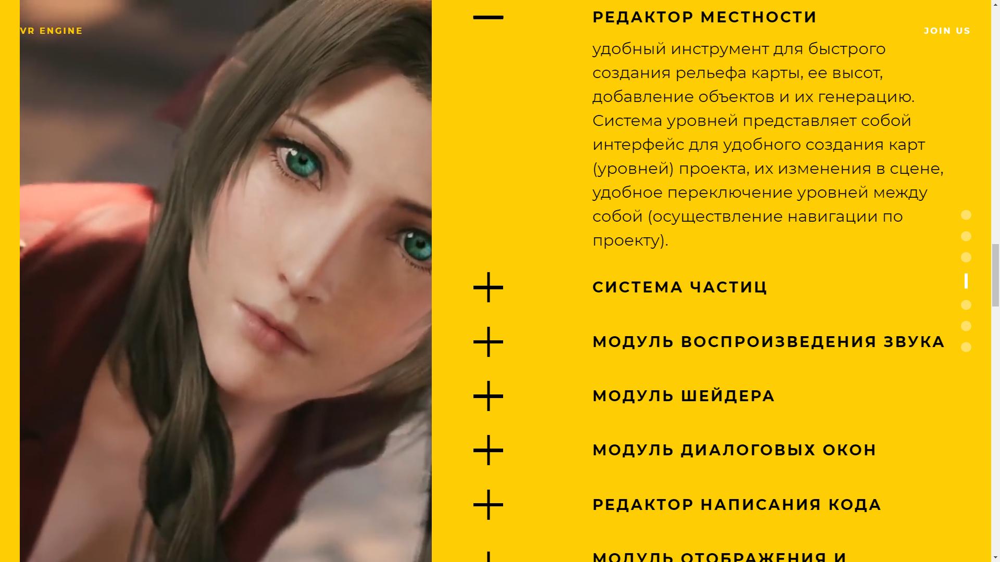 РЕДАКТОР МЕСТНОСТИ
VR ENGINE
JOIN US
удобный инструмент для быстрого
создания рельефа карты, ее высот,
добавление объектов и их генерацию.
Система уровней представляет собой
интерфейс для удобного создания карт
(уровней) проекта, их изменения в сцене,
удобное переключение уровней между
собой (осуществление навигации по
проекту).
СИСТЕМА ЧАСТИЦ
МОДУЛЬ ВОСПРОИЗВЕДЕНИЯ ЗВУКА
МОДУЛЬ ШЕЙДЕРА
МОДУЛЬ ДИАЛОГОВЫХ ОКОН
РЕДАКТОР НАПИСАНИЯ КОДА
МОДУЛЬ ОТОБРАЖЕНИЯ И